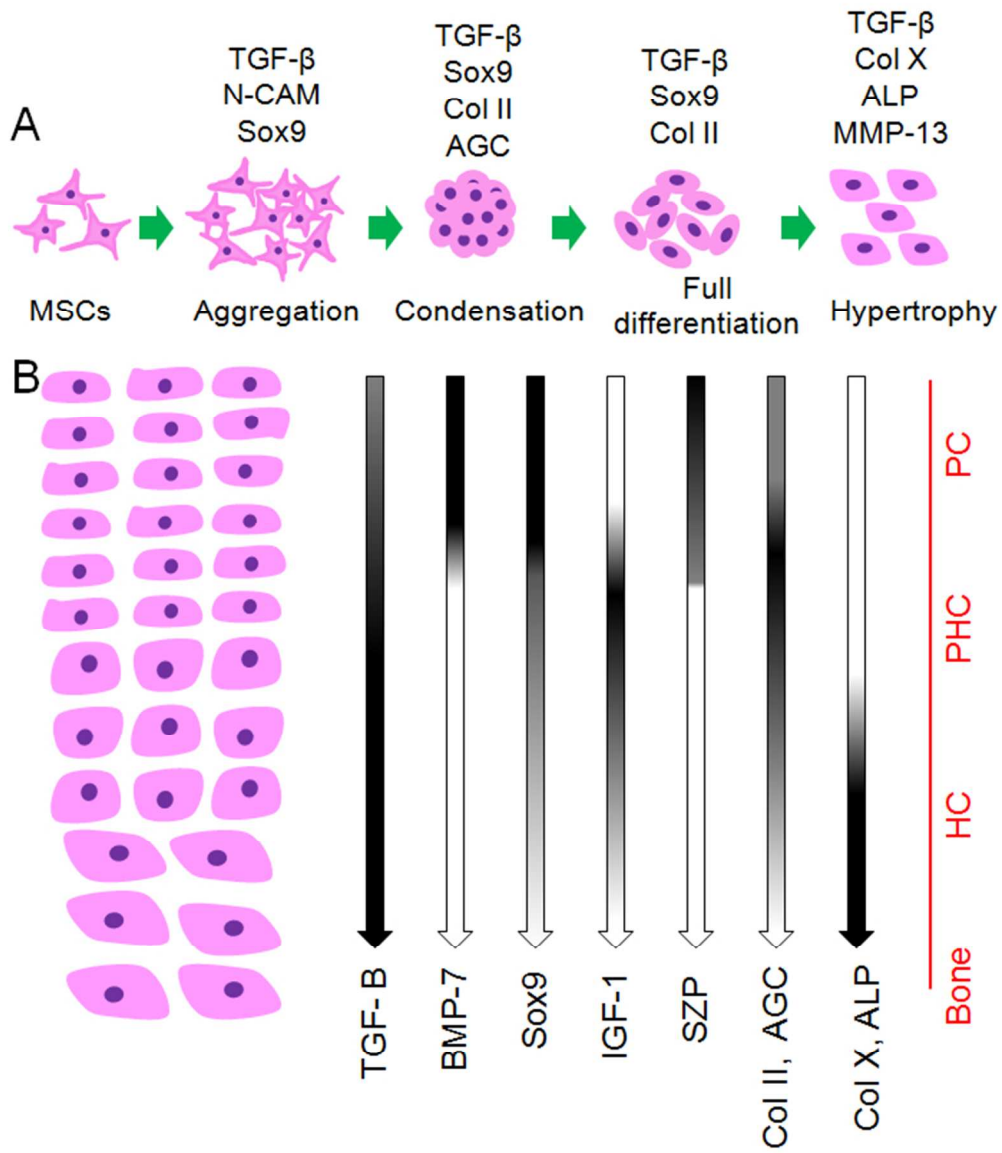 A
TGF-β
N-CAM
Sox9
TGF-β
Sox9
Col II
AGC
TGF-β
Sox9
Col II
TGF-β
Col X
ALP
MMP-13
MSCs
Aggregation
Condensation
Full
differentiation
Hypertrophy
B
TGF- B
BMP-7
Sox9
IGF-1
SZP
Col II, AGC
Col X, ALP
PC
PHC
HC
Bone